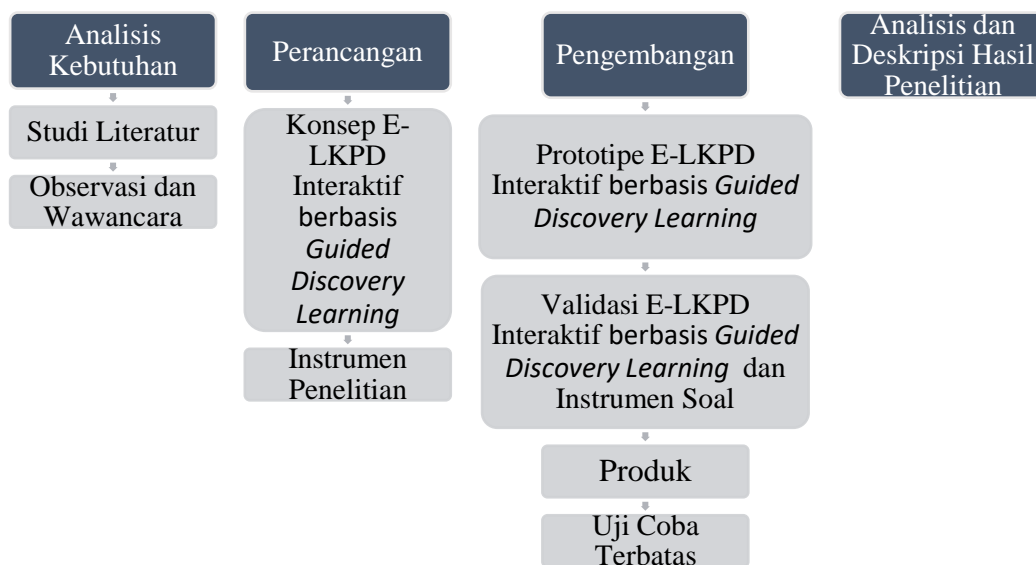 Analisis
Kebutuhan
Studi Literatur
Observasi dan
Wawancara
Perancangan
Konsep E-
LKPD
Interaktif
berbasis
Guided
Discovery
Learning
Instrumen
Penelitian
Pengembangan
Prototipe E-LKPD
Interaktif berbasis Guided
Discovery Learning
Validasi E-LKPD
Interaktif berbasis Guided
Discovery Learning dan
Instrumen Soal
Produk
Uji Coba
Terbatas
Analisis dan
Deskripsi Hasil
Penelitian